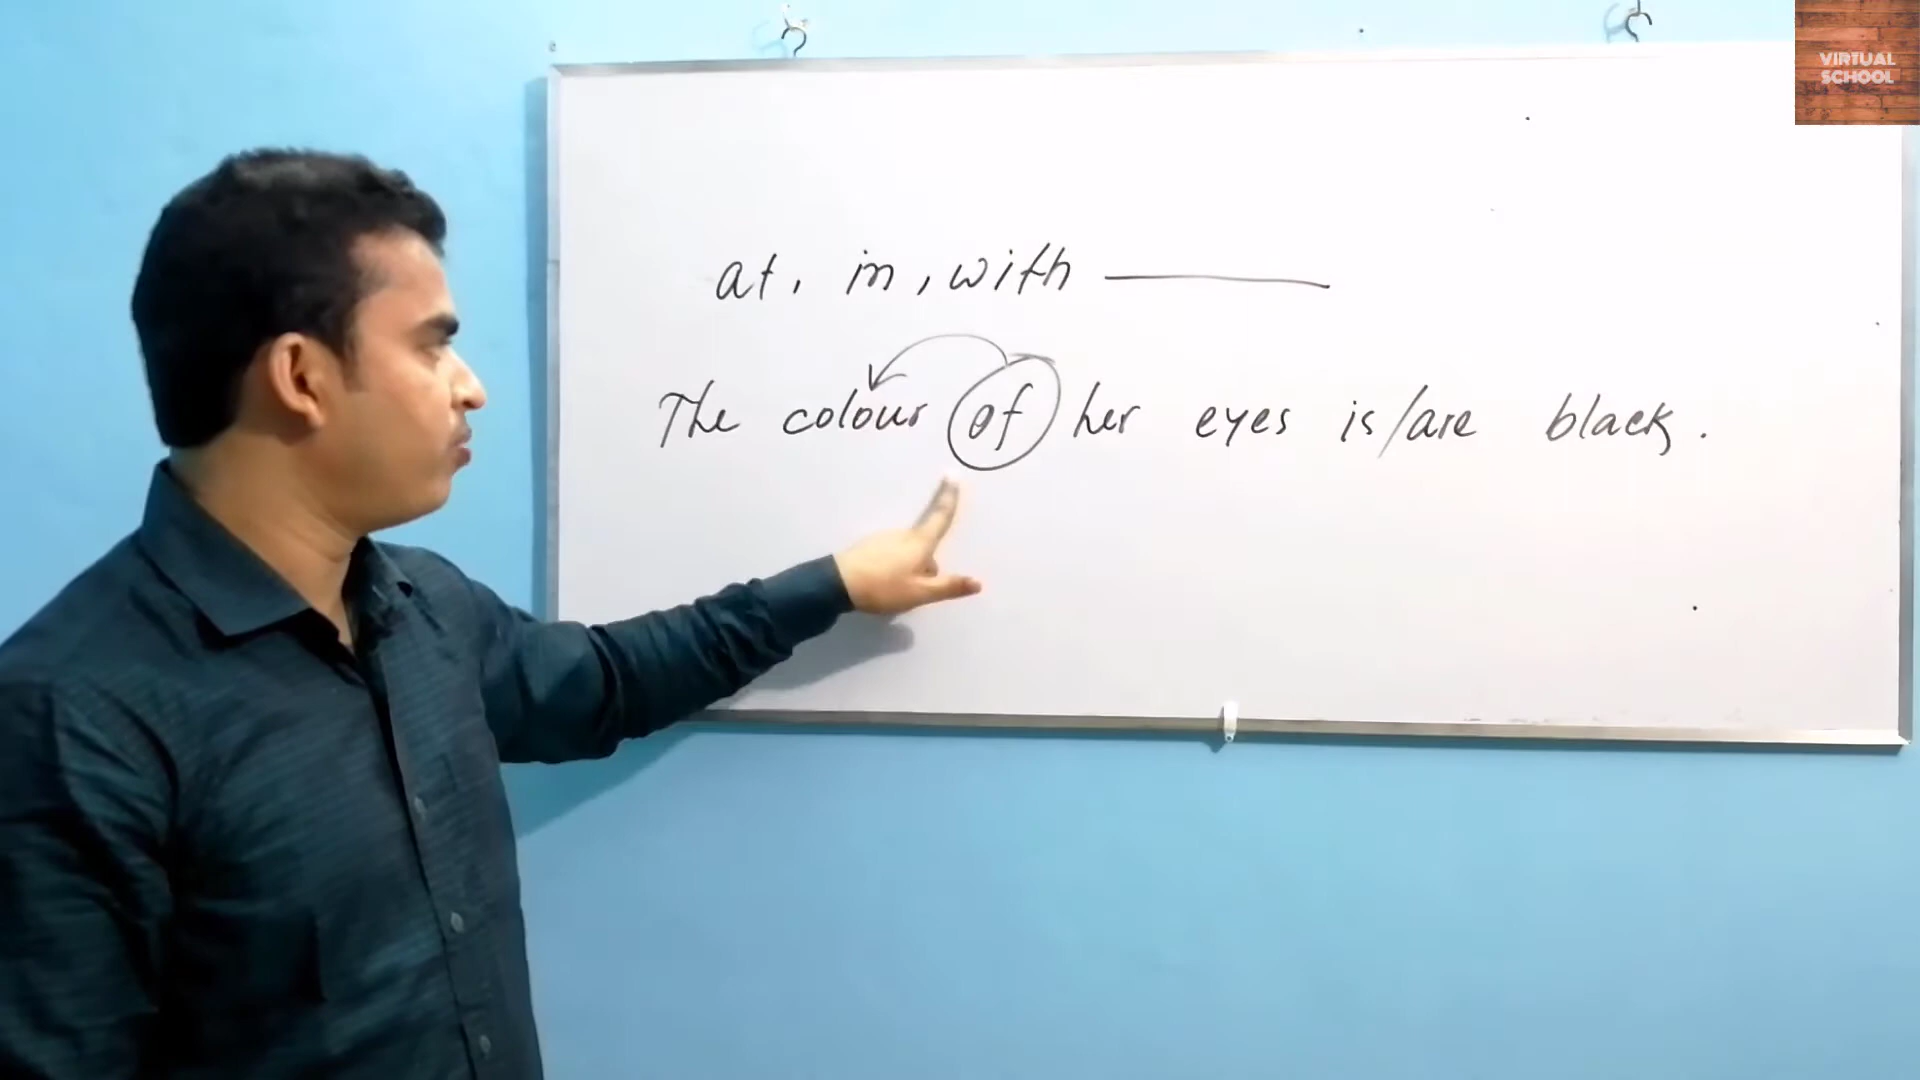 VIRTUAL
SCHOOL
at, in, with
The colour of her eyes is/are black.